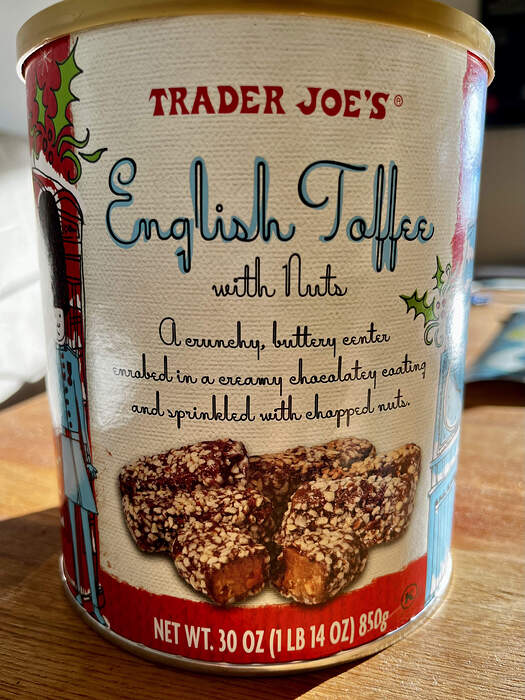 TRADER JOE'S®
English Toffee
with Nuts
A crunchy, buttery center
enrobed in a creamy chocolatey coating
and sprinkled with chopped nuts.
NET WT. 30 OZ (1 LB 14 OZ) 850g
K